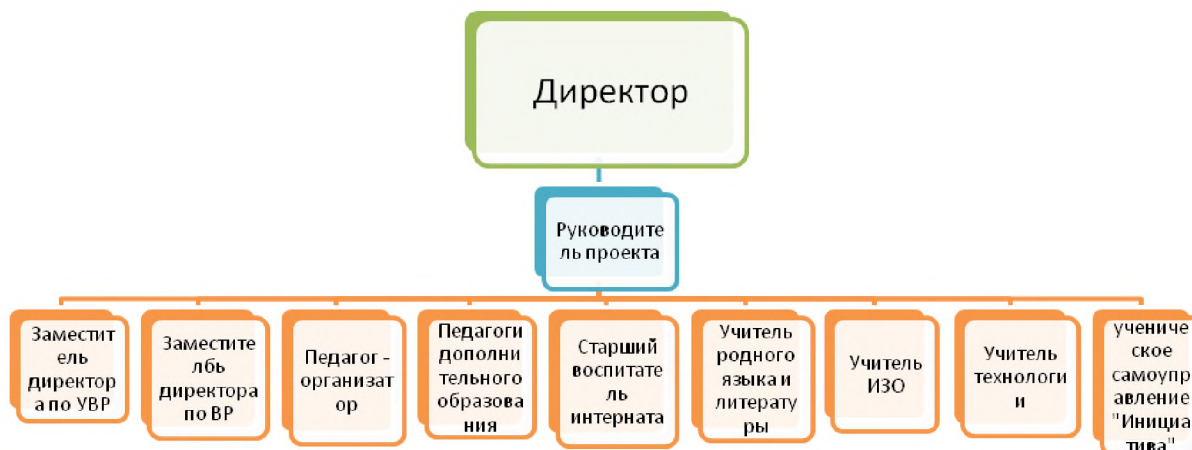 Директор
Руководите
ль проекта
Заместит
ель
директор
а по УВР
Заместите
лбь
директора
по ВР
Педагог -
организат
ор
Педагоги
дополни
тельного
образова
ния
Старший
воспитате
ль
интерната
Учитель
родного
языка и
литерату
ры
Учитель
ИЗО
Учитель
технологи
и
учениче
ское
самоупр
авление
"Инициа
тива"